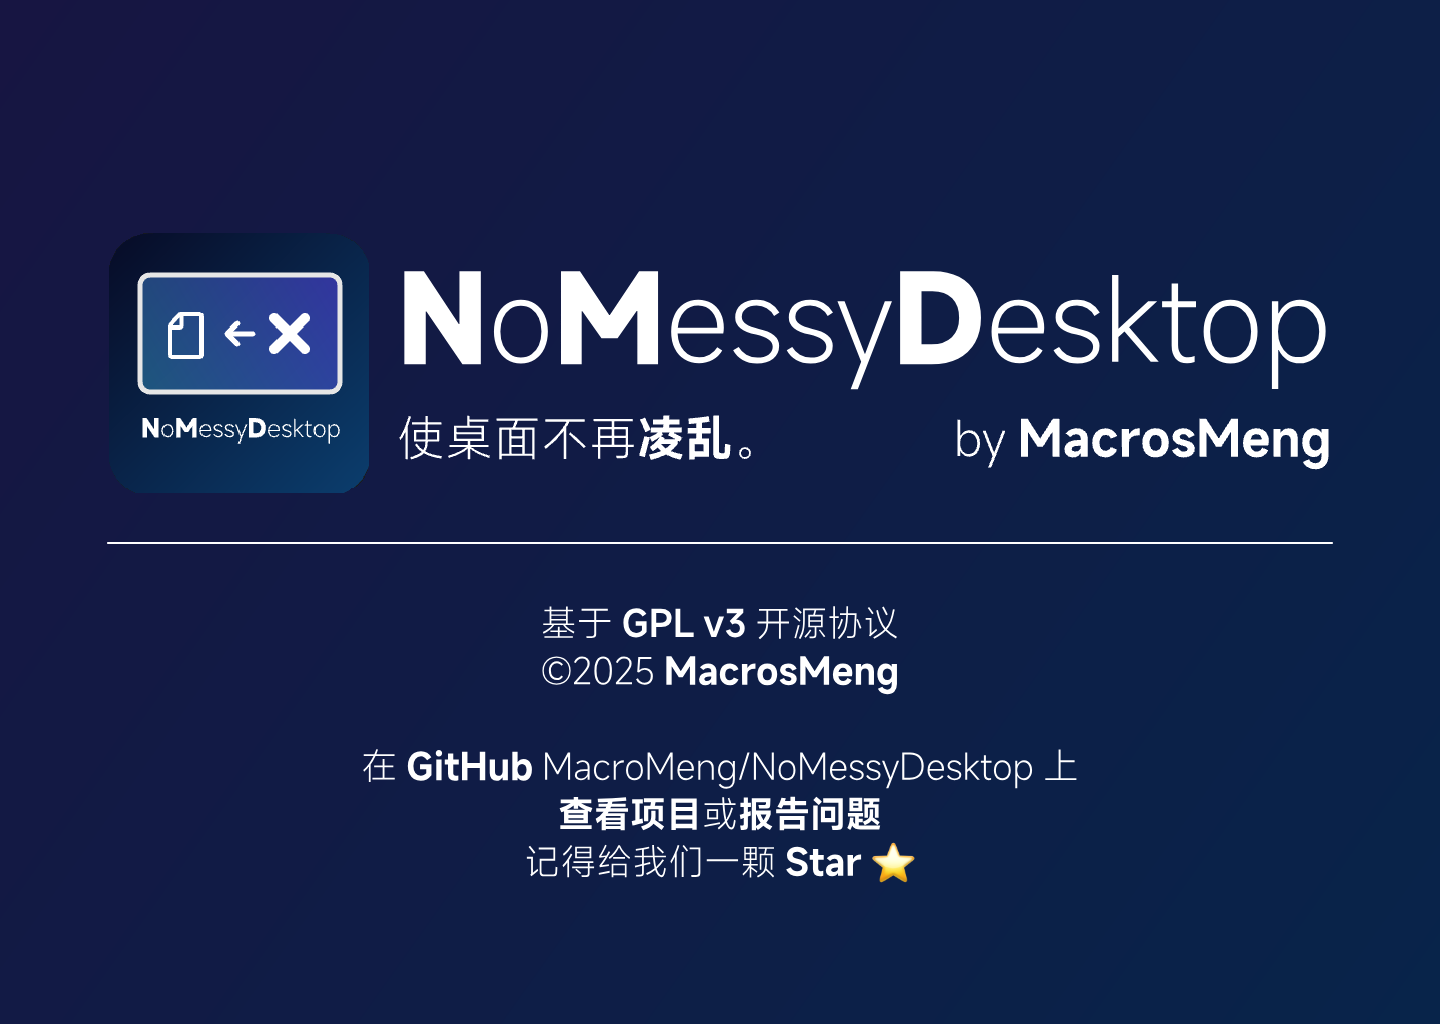 NoMessyDesktop
NoMessyDesktop
使桌面不再凌乱。
by MacrosMeng
基于 GPL v3 开源协议
©2025 MacrosMeng
在 GitHub MacroMeng/NoMessyDesktop 上
查看项目或报告问题
记得给我们一颗 Star ⭐